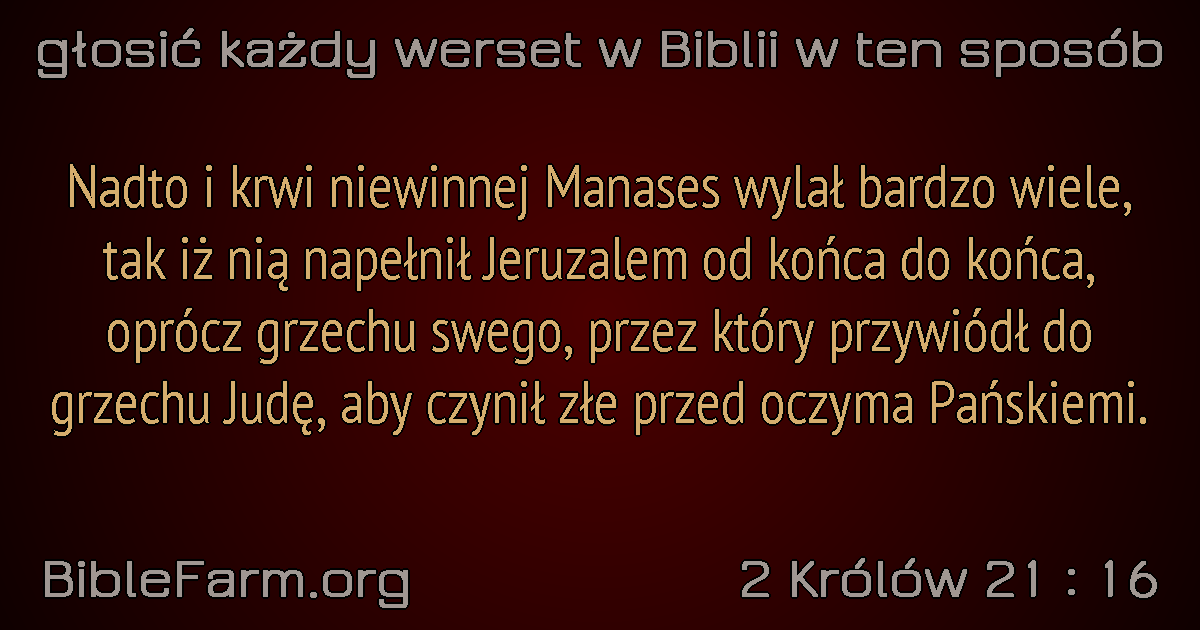 głosić każdy werset w Biblii w ten sposób
Nadto i krwi niewinnej Manases wylał bardzo wiele,
tak iż nią napełnił Jeruzalem od końca do końca,
oprócz grzechu swego, przez który przywiódł do
grzechu Judę, aby czynił złe przed oczyma Pańskiemi.
BibleFarm.org
2 Królów 21 : 16